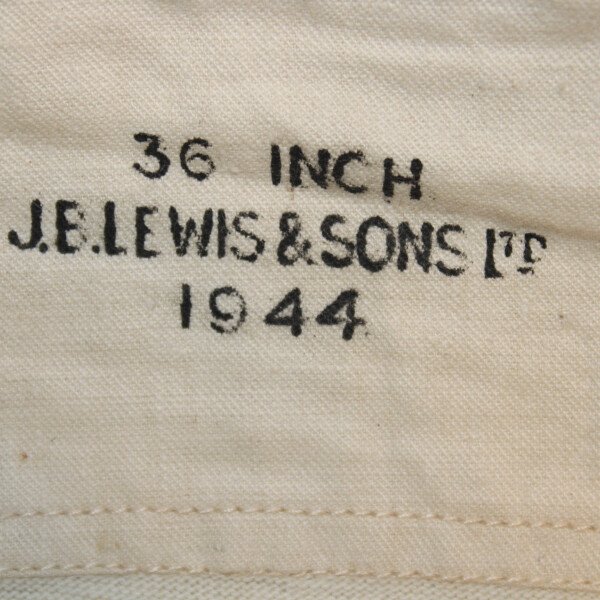 36 INCH
J.B.LEWIS & SONS LTD
1944